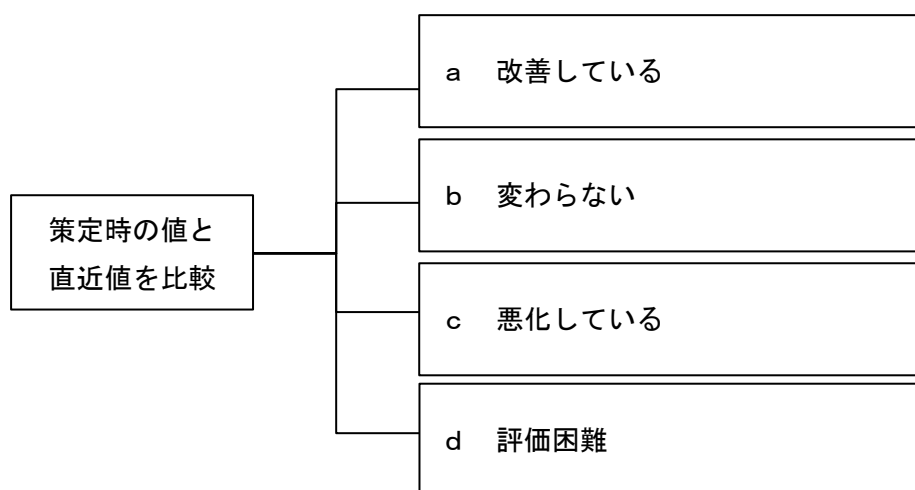 策定時の値と
直近値を比較
a 改善している
b 変わらない
c 悪化している
d 評価困難